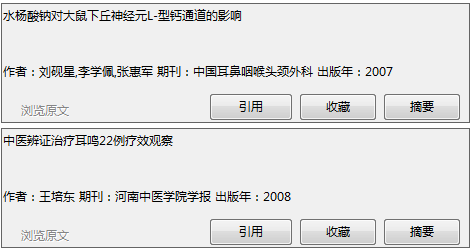 水杨酸钠对大鼠下丘神经元L-型钙通道的影响
作者：刘砚星,李学佩,张惠军 期刊：中国耳鼻咽喉头颈外科 出版年：2007
浏览原文 引用 收藏 摘要
中医辨证治疗耳鸣22例疗效观察
作者：王培东 期刊：河南中医学院学报 出版年：2008
浏览原文 引用 收藏 摘要